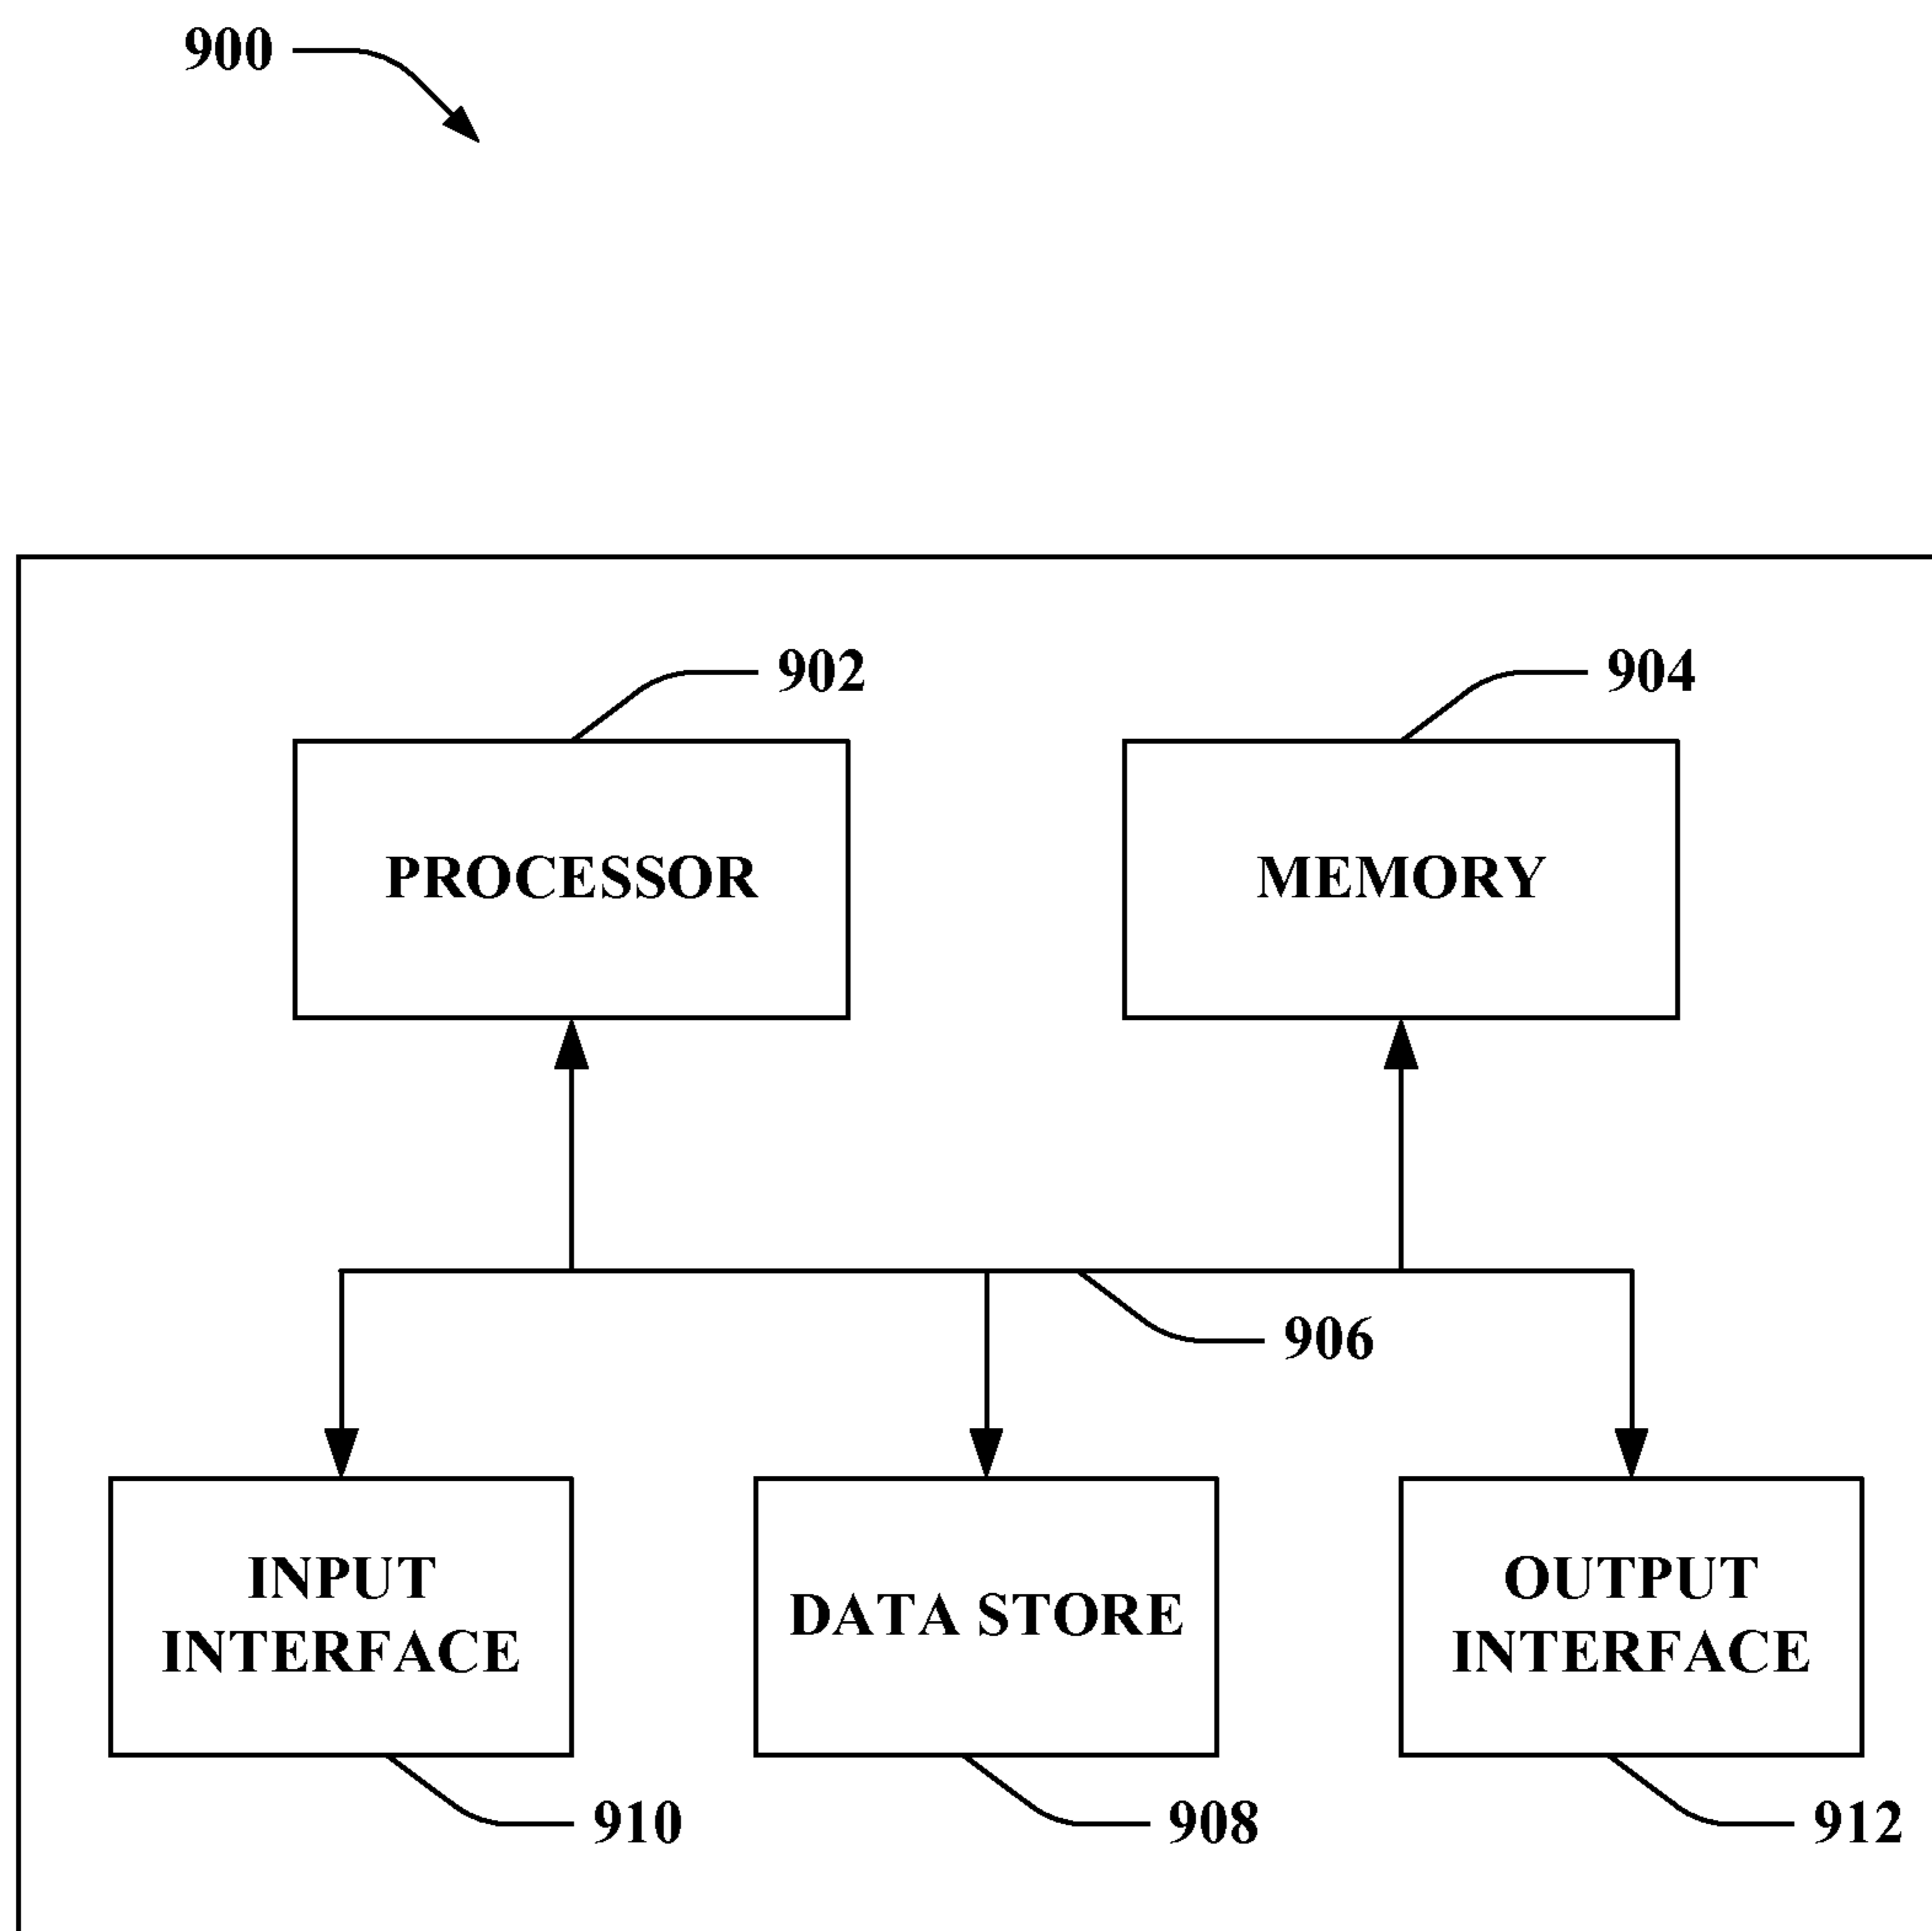 900
902
904
PROCESSOR
MEMORY
906
INPUT
INTERFACE
DATA STORE
OUTPUT
INTERFACE
910
908
912